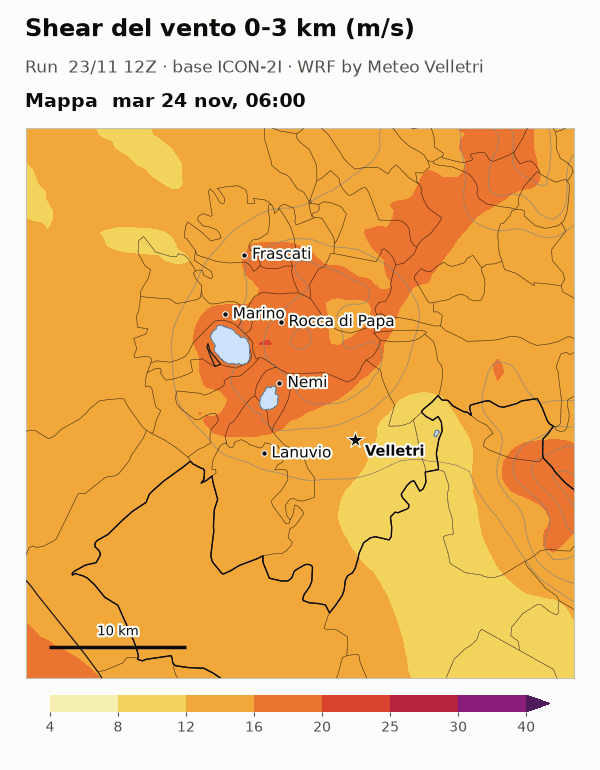 Shear del vento 0-3 km (m/s)
Run  23/11 12Z · base ICON-2I · WRF by Meteo Velletri
Mappa  mar 24 nov, 06:00
Frascati
Marino
Rocca di Papa
Nemi
Velletri
Lanuvio
10 km
4 8 12 16 20 25 30 40